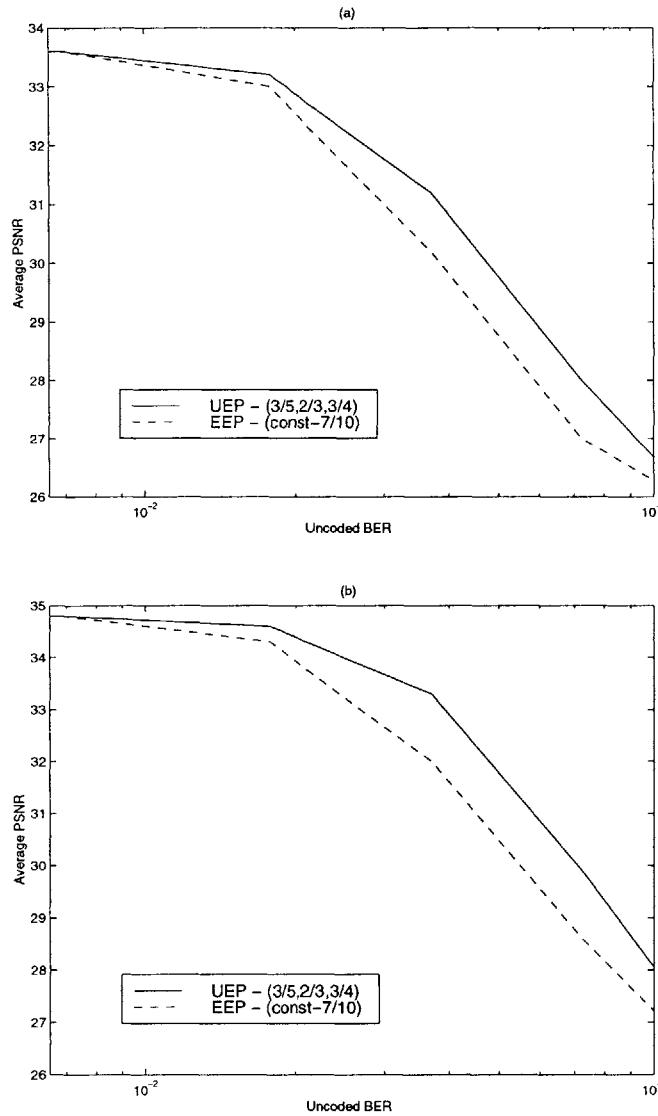 (a)
34
33
32
31
30
29
28
27
26
Average PSNR
UEP – (3/5,2/3,3/4)
EEP – (const–7/10)
10⁻²
10
Uncoded BER
(b)
35
34
33
32
31
30
29
28
27
26
Average PSNR
UEP – (3/5,2/3,3/4)
EEP – (const–7/10)
10⁻²
10
Uncoded BER